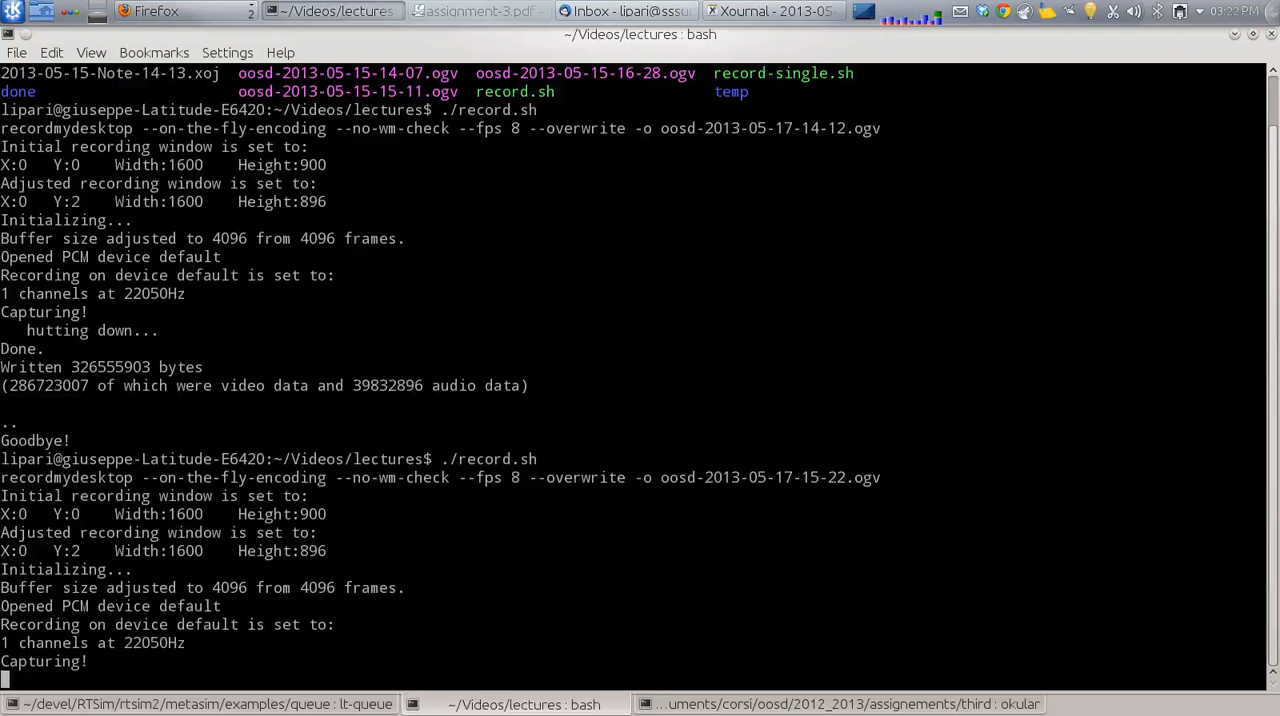 Firefox 2 ~/Videos/lectures assignment-3.pdf Inbox - lipari@sssu Xournal - 2013-05- 03:22 PM
~/Videos/lectures : bash
File Edit View Bookmarks Settings Help
2013-05-15-Note-14-13.xoj oosd-2013-05-15-14-07.ogv oosd-2013-05-15-16-28.ogv record-single.sh
done oosd-2013-05-15-15-11.ogv record.sh temp
lipari@giuseppe-Latitude-E6420:~/Videos/lectures$ ./record.sh
recordmydesktop --on-the-fly-encoding --no-wm-check --fps 8 --overwrite -o oosd-2013-05-17-14-12.ogv
Initial recording window is set to:
X:0 Y:0 Width:1600 Height:900
Adjusted recording window is set to:
X:0 Y:2 Width:1600 Height:896
Initializing...
Buffer size adjusted to 4096 from 4096 frames.
Opened PCM device default
Recording on device default is set to:
1 channels at 22050Hz
Capturing!
hutting down...
Done.
Written 326555903 bytes
(286723007 of which were video data and 39832896 audio data)
..
Goodbye!
lipari@giuseppe-Latitude-E6420:~/Videos/lectures$ ./record.sh
recordmydesktop --on-the-fly-encoding --no-wm-check --fps 8 --overwrite -o oosd-2013-05-17-15-22.ogv
Initial recording window is set to:
X:0 Y:0 Width:1600 Height:900
Adjusted recording window is set to:
X:0 Y:2 Width:1600 Height:896
Initializing...
Buffer size adjusted to 4096 from 4096 frames.
Opened PCM device default
Recording on device default is set to:
1 channels at 22050Hz
Capturing!
~/devel/RTSim/rtsim2/metasim/examples/queue : lt-queue ~/Videos/lectures : bash ...uments/corsi/oosd/2012_2013/assignements/third : okular